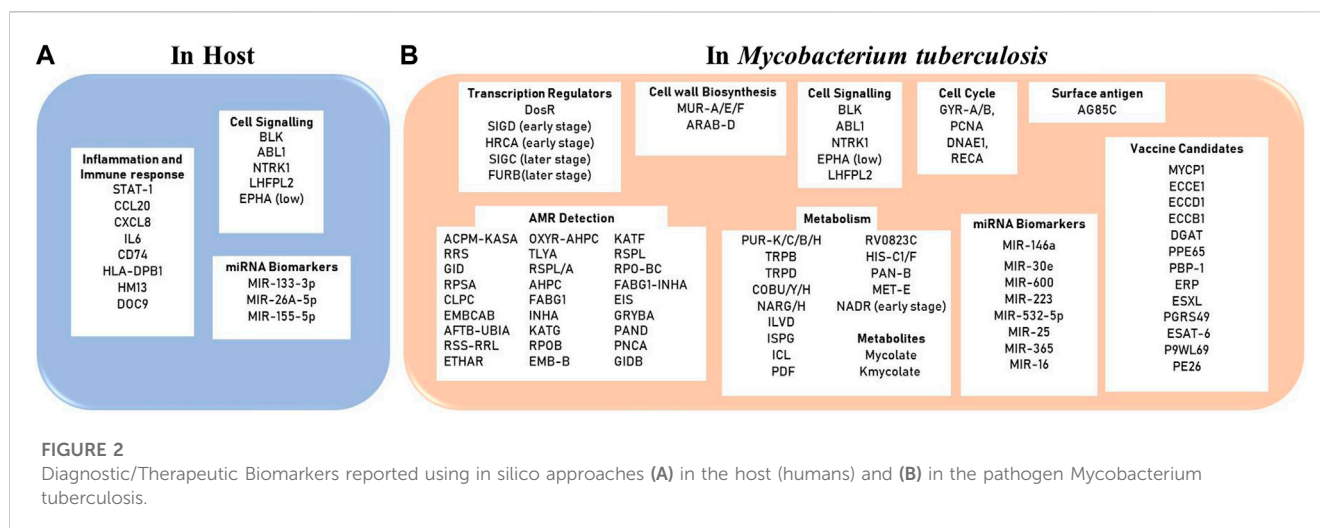 A
In Host
Inflammation and
Immune response
STAT-1
CCL20
CXCL8
IL6
CD74
HLA-DPB1
HM13
DOC9
Cell Signalling
BLK
ABL1
NTRK1
LHFPL2
EPHA (low)
miRNA Biomarkers
MIR-133-3p
MIR-26A-5p
MIR-155-5p
B
In Mycobacterium tuberculosis
Transcription Regulators
DosR
SIGD (early stage)
HRCA (early stage)
SIGC (later stage)
FURB(later stage)
Cell wall Biosynthesis
MUR-A/E/F
ARAB-D
Cell Signalling
BLK
ABL1
NTRK1
EPHA (low)
LHFPL2
Cell Cycle
GYR-A/B,
PCNA
DNAE1,
RECA
Surface antigen
AG85C
AMR Detection
ACPM-KASA OXYR-AHPC KATF
RRS TLYA RSPL
GID RSPL/A RPO-BC
RPSA AHPC FABG1-INHA
CLPC FABG1 EIS
EMBCAB INHA GRYBA
AFTB-UBIA KATG PAND
RSS-RRL RPOB PNCA
ETHAR EMB-B GIDB
Metabolism
PUR-K/C/B/H RV0823C
TRPB HIS-C1/F
TRPD PAN-B
COBU/Y/H MET-E
NARG/H NADR (early stage)
ILVD
ISPG Metabolites
ICL Mycolate
PDF Kmycolate
miRNA Biomarkers
MIR-146a
MIR-30e
MIR-600
MIR-223
MIR-532-5p
MIR-25
MIR-365
MIR-16
Vaccine Candidates
MYCP1
ECCE1
ECCD1
ECCB1
DGAT
PPE65
PBP-1
ERP
ESXL
PGRS49
ESAT-6
P9WL69
PE26
FIGURE 2
Diagnostic/Therapeutic Biomarkers reported using in silico approaches (A) in the host (humans) and (B) in the pathogen Mycobacterium
tuberculosis.